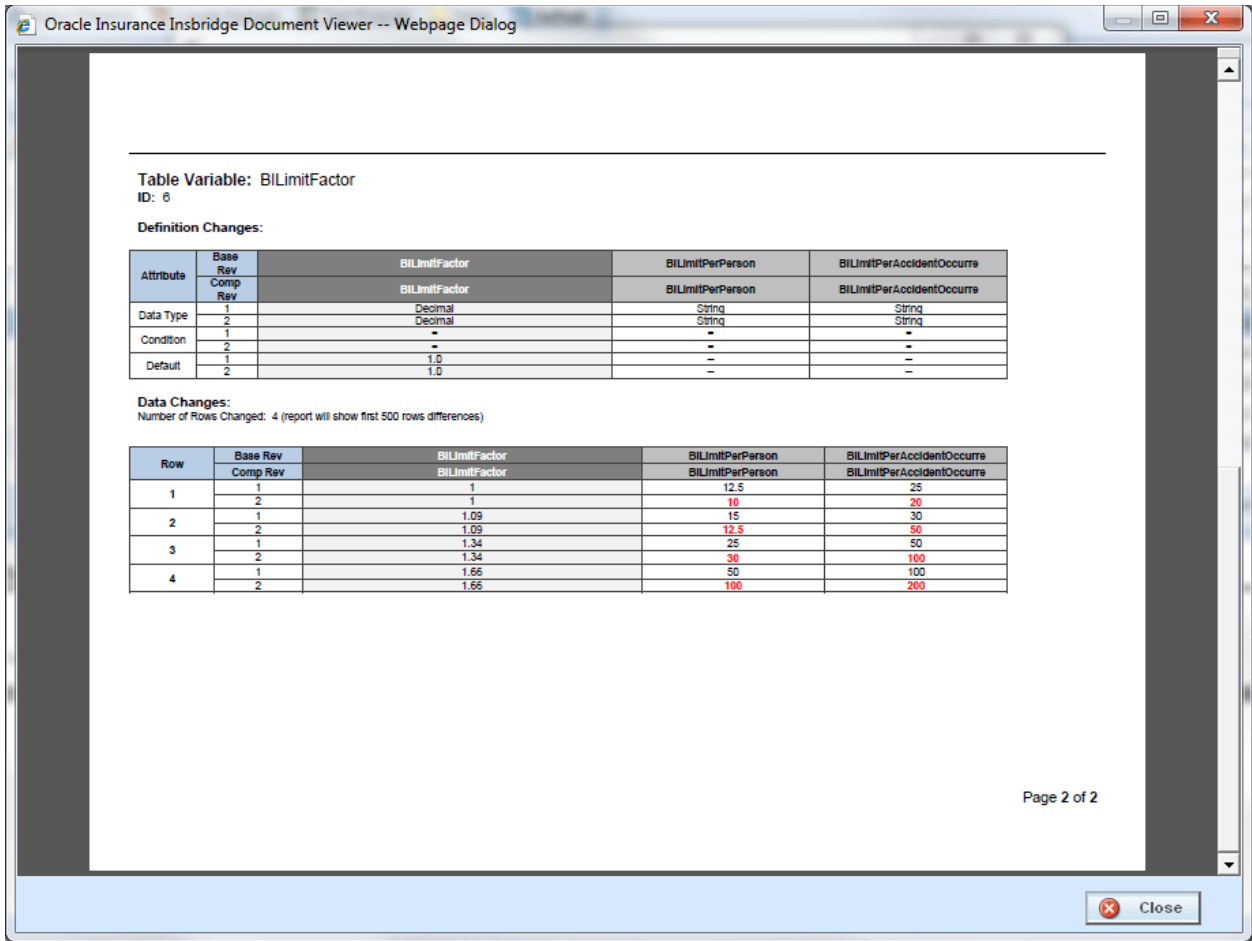 Oracle Insurance Insbridge Document Viewer -- Webpage Dialog
Table Variable: BILimitFactor
ID: 6
Definition Changes:
Attribute Base Rev BILimitFactor BILimitPerPerson BILimitPerAccidentOccurre
Comp Rev BILimitFactor BILimitPerPerson BILimitPerAccidentOccurre
Data Type 1 Decimal String String
2 Decimal String String
Condition 1 - - -
2 - - -
Default 1 1.0 -- --
2 1.0 -- --
Data Changes:
Number of Rows Changed: 4 (report will show first 500 rows differences)
Row Base Rev BILimitFactor BILimitPerPerson BILimitPerAccidentOccurre
Comp Rev BILimitFactor BILimitPerPerson BILimitPerAccidentOccurre
1 1 1 12.5 25
2 1 10 20
2 1 1.09 15 30
2 1.09 12.5 50
3 1 1.34 25 50
2 1.34 30 100
4 1 1.66 50 100
2 1.66 100 200
Page 2 of 2
Close